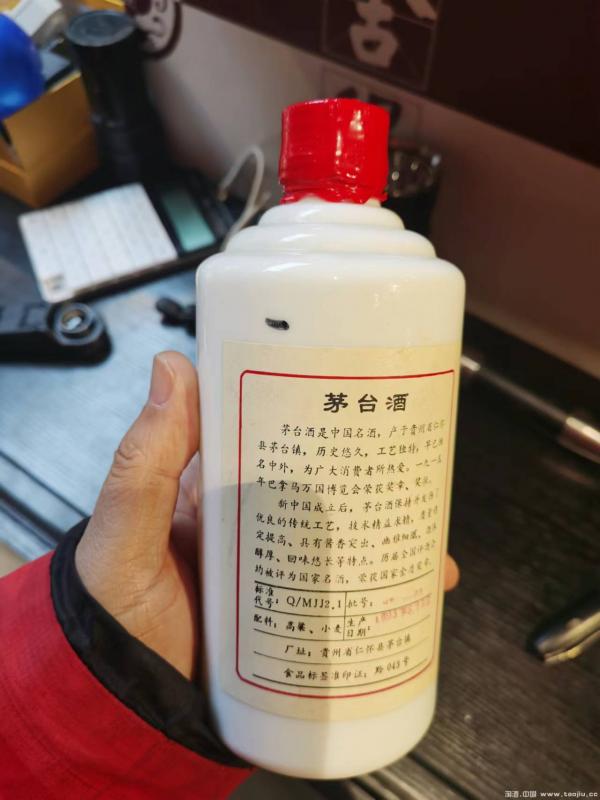 茅台酒
茅台酒是中国名酒，产于贵州省仁怀
县茅台镇，历史悠久，工艺独特，早已驰
名中外，为广大消费者所热爱。一九一五
年巴拿马万国博览会荣获奖章、奖状。
新中国成立后，茅台酒保持并发扬了
优良的传统工艺，技术精益求精，质量稳
定提高、具有酱香突出、幽雅细腻、酒体
醇厚、回味悠长等特点。历届全国评酒会
均被评为国家名酒，荣获国家金质奖章。
标准代号：Q/MJJ2.1 批号：
配料：高粱、小麦 生产日期：
厂址：贵州省仁怀县茅台镇
食品标签准印证：黔043号
淘酒.中国 www.taojiu.cc